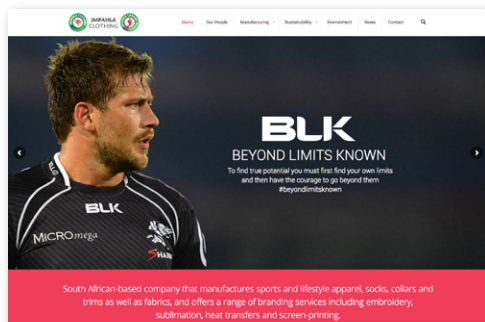 IMPAHLA
CLOTHING
Home Our People Manufacturing Sustainability Environment News Contact
BLK
BEYOND LIMITS KNOWN
To find true potential you must first find your own limits
and then have the courage to go beyond them
#beyondlimitsknown
BLK
MICROmega
SHARKS
South African-based company that manufactures sports and lifestyle apparel, socks, collars and
trims as well as fabrics, and offers a range of branding services including embroidery,
sublimation, heat transfers and screen-printing.